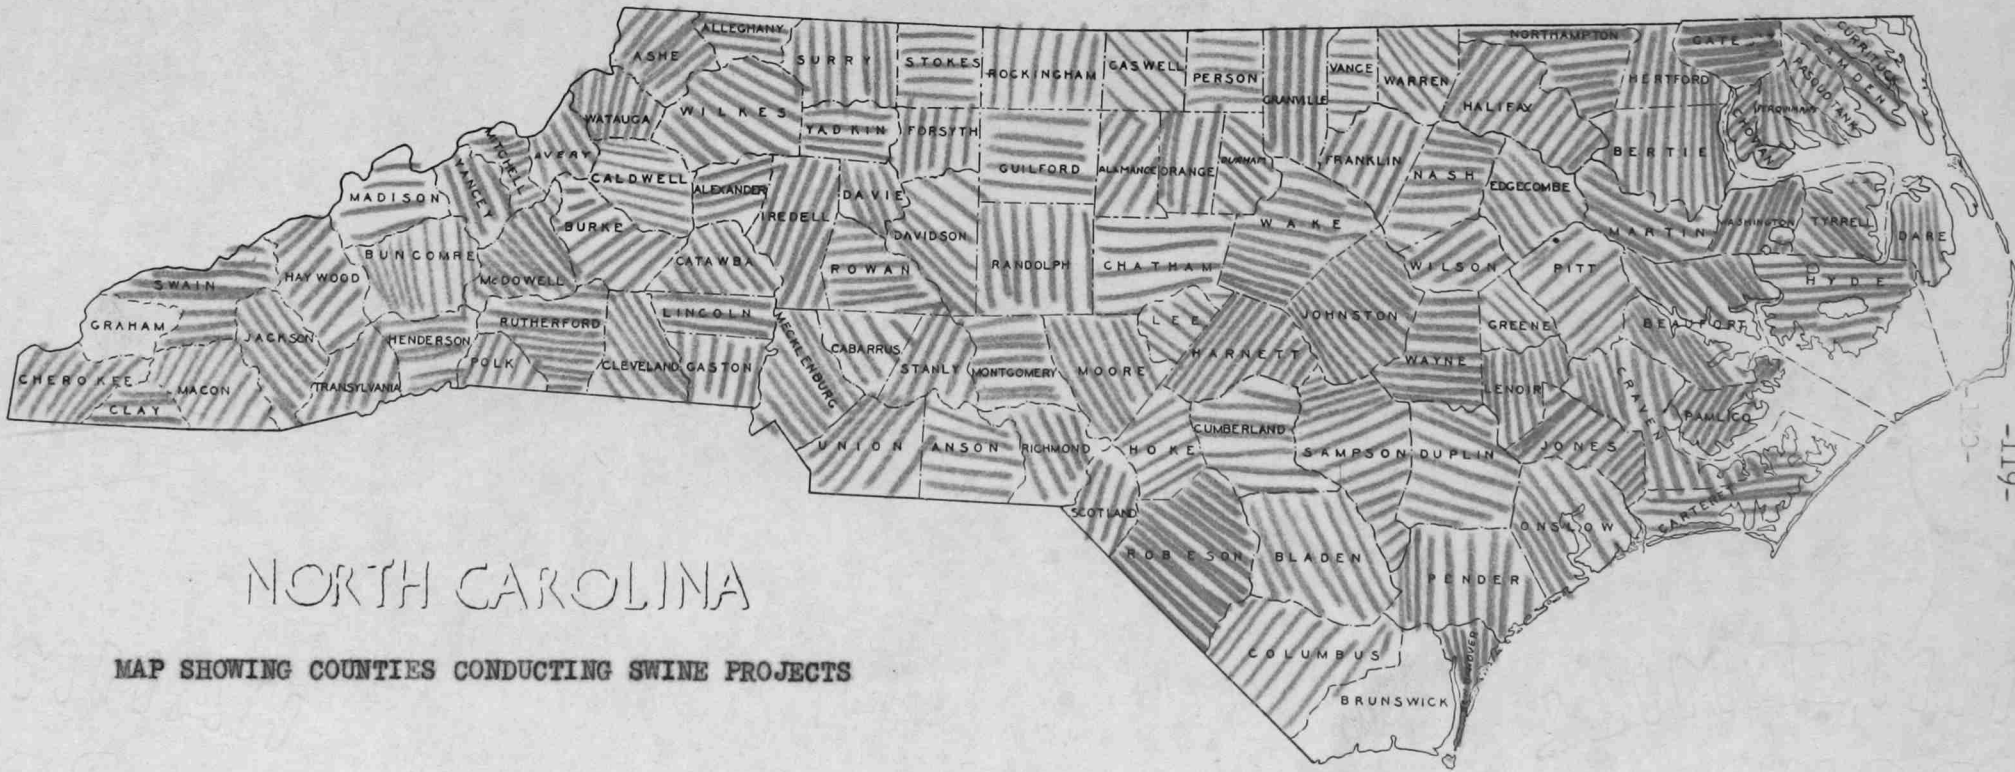 ALLEGHANY
ASHE
SURRY
STOKES
ROCKINGHAM
CASWELL
PERSON
GRANVILLE
VANCE
WARREN
NORTHAMPTON
GATE
CURRITUCK
CAMDEN
PASQUOTANK
HERTFORD
HALIFAX
CHOWAN
WATAUGA
WILKES
YADKIN
FORSYTH
GUILFORD
ALAMANCE
ORANGE
DURHAM
FRANKLIN
NASH
EDGECOMBE
BERTIE
MITCHELL
AVERY
YANCEY
CALDWELL
ALEXANDER
IREDELL
DAVIE
DAVIDSON
RANDOLPH
CHATHAM
WAKE
WILSON
PITT
MARTIN
WASHINGTON
TYRRELL
DARE
HYDE
MADISON
BUNCOMBE
MCDOWELL
BURKE
CATAWBA
ROWAN
HAYWOOD
SWAIN
GRAHAM
JACKSON
HENDERSON
RUTHERFORD
LINCOLN
MECKLENBURG
CABARRUS
STANLY
MONTGOMERY
MOORE
LEE
HARNETT
JOHNSTON
WAYNE
GREENE
BEAUFORT
CHEROKEE
CLAY
MACON
TRANSYLVANIA
POLK
CLEVELAND
GASTON
UNION
ANSON
RICHMOND
HOKE
CUMBERLAND
SAMPSON
DUPLIN
LENOIR
JONES
CRAVEN
PAMLICO
CARTERET
SCOTLAND
ROBESON
BLADEN
PENDER
ONSLOW
COLUMBUS
BRUNSWICK
HANOVER
NORTH CAROLINA
MAP SHOWING COUNTIES CONDUCTING SWINE PROJECTS
-119-